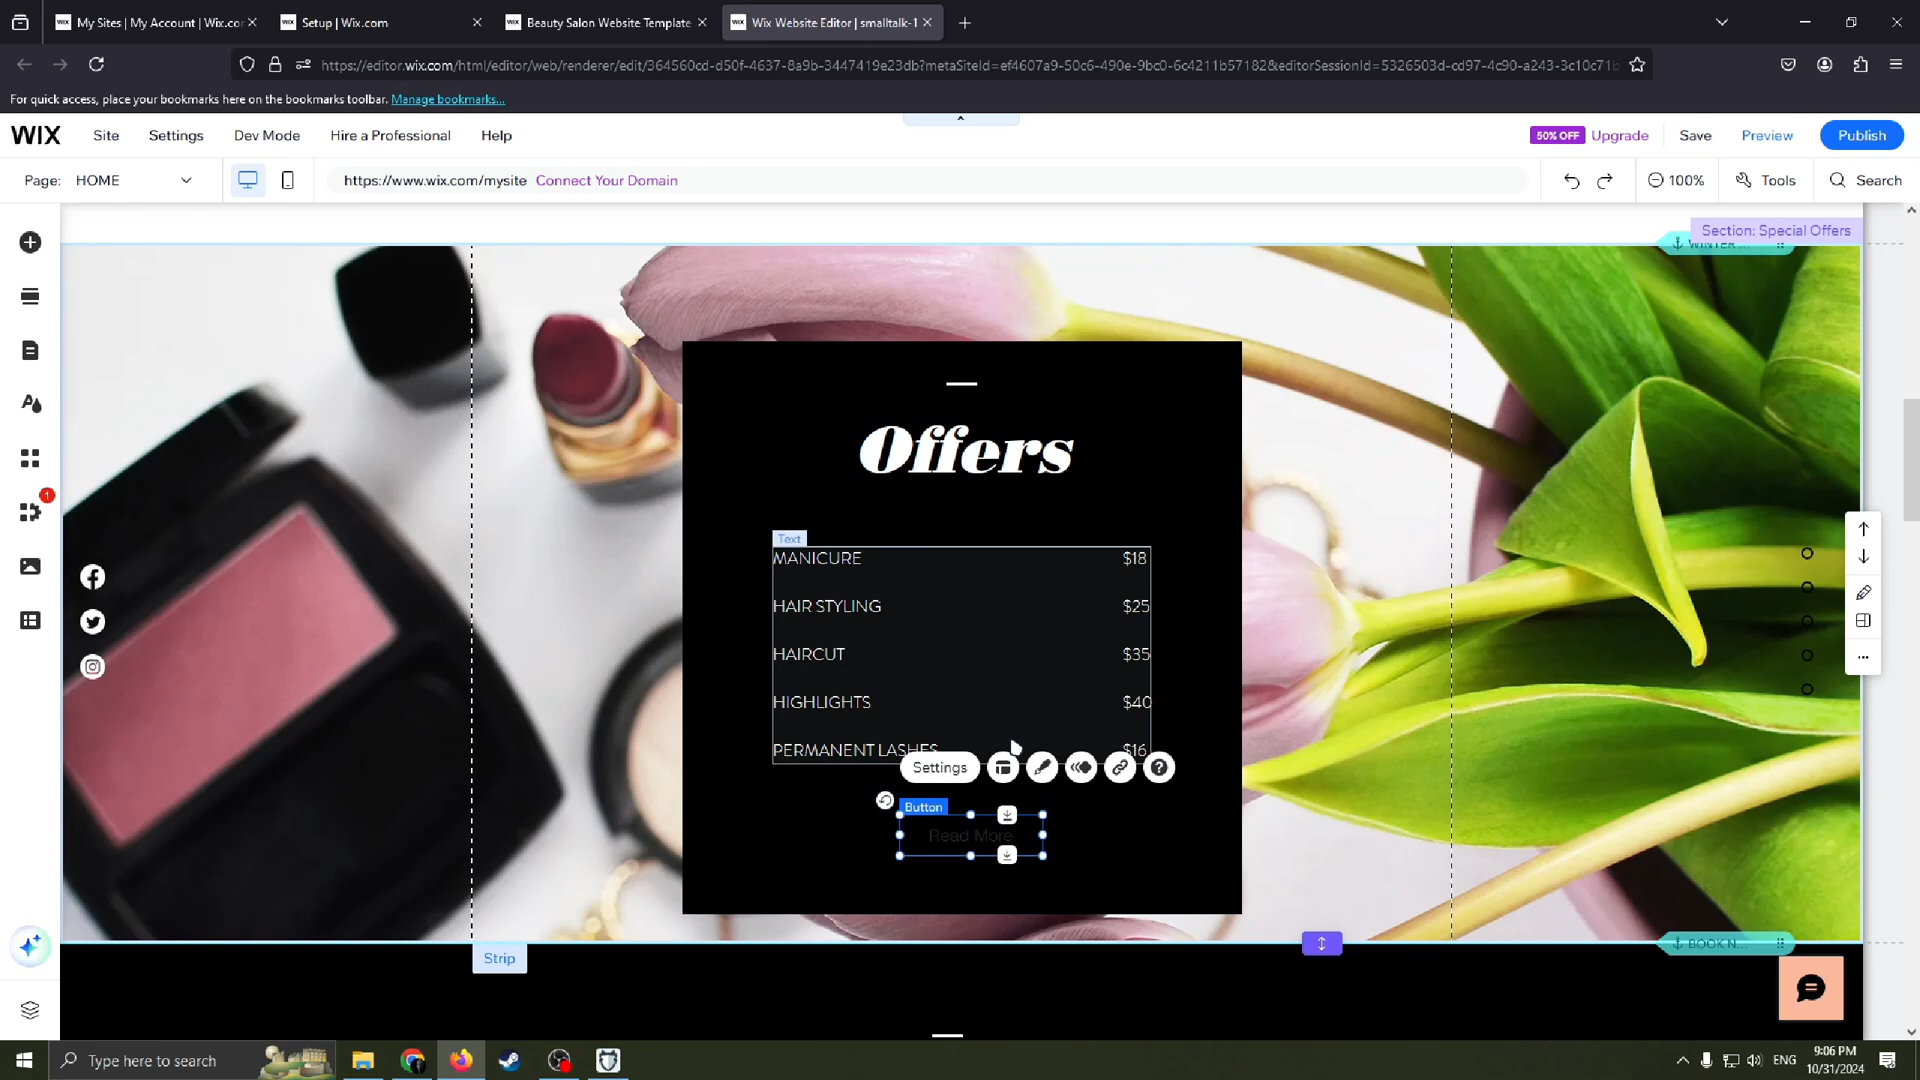 My Sites | My Account | Wix.cor
Setup | Wix.com
Beauty Salon Website Template
Wix Website Editor | smalltalk-1
https://editor.wix.com/html/editor/web/renderer/edit/364560cd-d50f-4637-8a9b-3447419e23db?metaSiteId=ef4607a9-50c6-490e-9bc0-6c4211b57182&editorSessionId=5326503d-cd97-4c90-a243-3c10c71b
For quick access, place your bookmarks here on the bookmarks toolbar. Manage bookmarks...
WIX
Site
Settings
Dev Mode
Hire a Professional
Help
50% OFF
Upgrade
Save
Preview
Publish
Page: HOME
https://www.wix.com/mysite Connect Your Domain
100%
Tools
Search
Section: Special Offers
WINTER ...
Offers
Text
MANICURE $18
HAIR STYLING $25
HAIRCUT $35
HIGHLIGHTS $40
PERMANENT LASHES $16
Settings
Button
Read More
Strip
BOOK N...
1
Type here to search
ENG
9:06 PM
10/31/2024